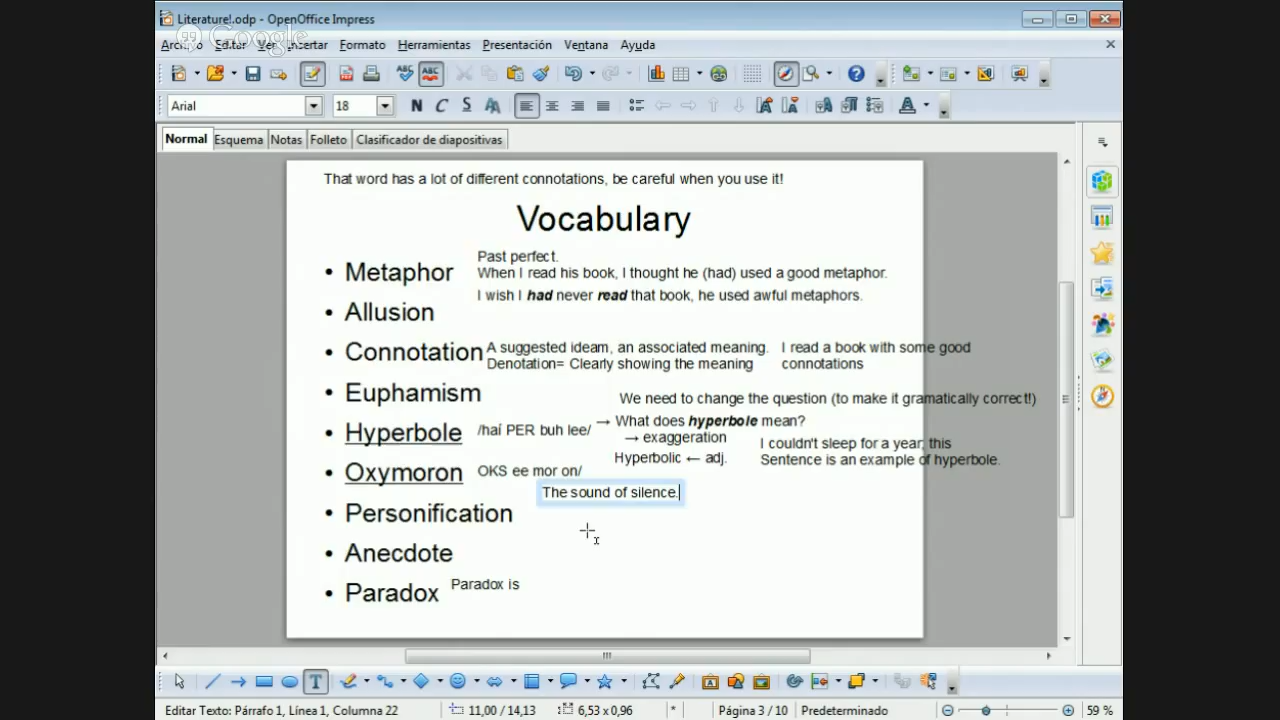 Literature!.odp - OpenOffice Impress
Google
Archivo Editar Ver Insertar Formato Herramientas Presentación Ventana Ayuda
Arial 18 N C S
Normal Esquema Notas Folleto Clasificador de diapositivas
That word has a lot of different connotations, be careful when you use it!
Vocabulary
Past perfect.
• Metaphor When I read his book, I thought he (had) used a good metaphor.
I wish I had never read that book, he used awful metaphors.
• Allusion
• Connotation A suggested ideam, an associated meaning. I read a book with some good
Denotation= Clearly showing the meaning connotations
• Euphamism We need to change the question (to make it gramatically correct!)
• Hyperbole /haí PER buh lee/ → What does hyperbole mean?
→ exaggeration I couldn't sleep for a year, this
Hyperbolic ← adj. Sentence is an example of hyperbole.
• Oxymoron OKS ee mor on/
The sound of silence.
• Personification
• Anecdote
• Paradox Paradox is
Editar Texto: Párrafo 1, Línea 1, Columna 22 11,00 / 14,13 6,53 x 0,96 * Página 3 / 10 Predeterminado 59 %